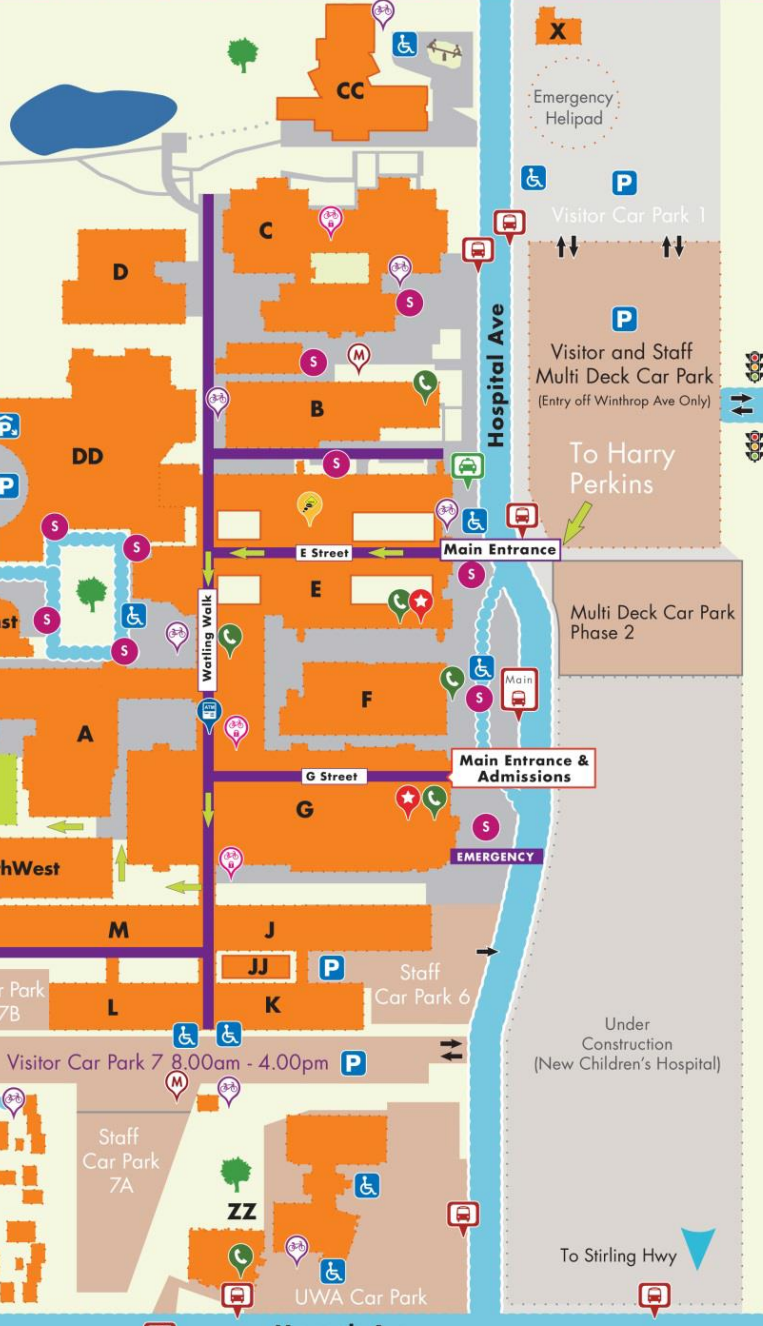 X
CC
Emergency
Helipad
P
Visitor Car Park 1
C
D
S
Hospital Ave
P
Visitor and Staff
Multi Deck Car Park
(Entry off Winthrop Ave Only)
S
M
B
P
DD
To Harry
Perkins
S
P
S
S
E Street
Main Entrance
E
S
Multi Deck Car Park
Phase 2
st
S
S
Watling Walk
Main
F
S
ATM
A
Main Entrance &
Admissions
G Street
G
S
EMERGENCY
hWest
M
J
JJ
P
Staff
Car Park 6
r Park
7B
L
K
Under
Construction
(New Children's Hospital)
Visitor Car Park 7 8.00am - 4.00pm
P
M
Staff
Car Park
7A
ZZ
To Stirling Hwy
UWA Car Park